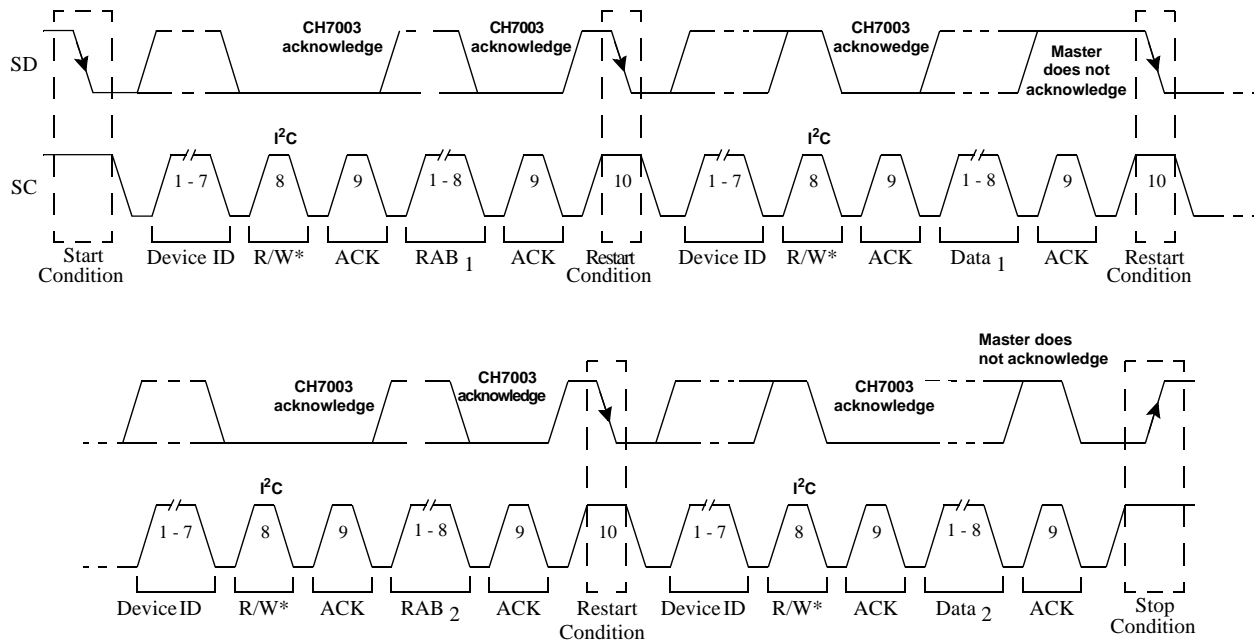 CH7003 acknowledge
CH7003 acknowledge
CH7003 acknowedge
Master does not acknowledge
SD
I²C
I²C
SC
1 - 7
8
9
1 - 8
9
10
1 - 7
8
9
1 - 8
9
10
Start Condition
Device ID
R/W*
ACK
RAB 1
ACK
Restart Condition
Device ID
R/W*
ACK
Data 1
ACK
Restart Condition
CH7003 acknowledge
CH7003 acknowledge
CH7003 acknowledge
Master does not acknowledge
I²C
I²C
1 - 7
8
9
1 - 8
9
10
1 - 7
8
9
1 - 8
9
Device ID
R/W*
ACK
RAB 2
ACK
Restart Condition
Device ID
R/W*
ACK
Data 2
ACK
Stop Condition